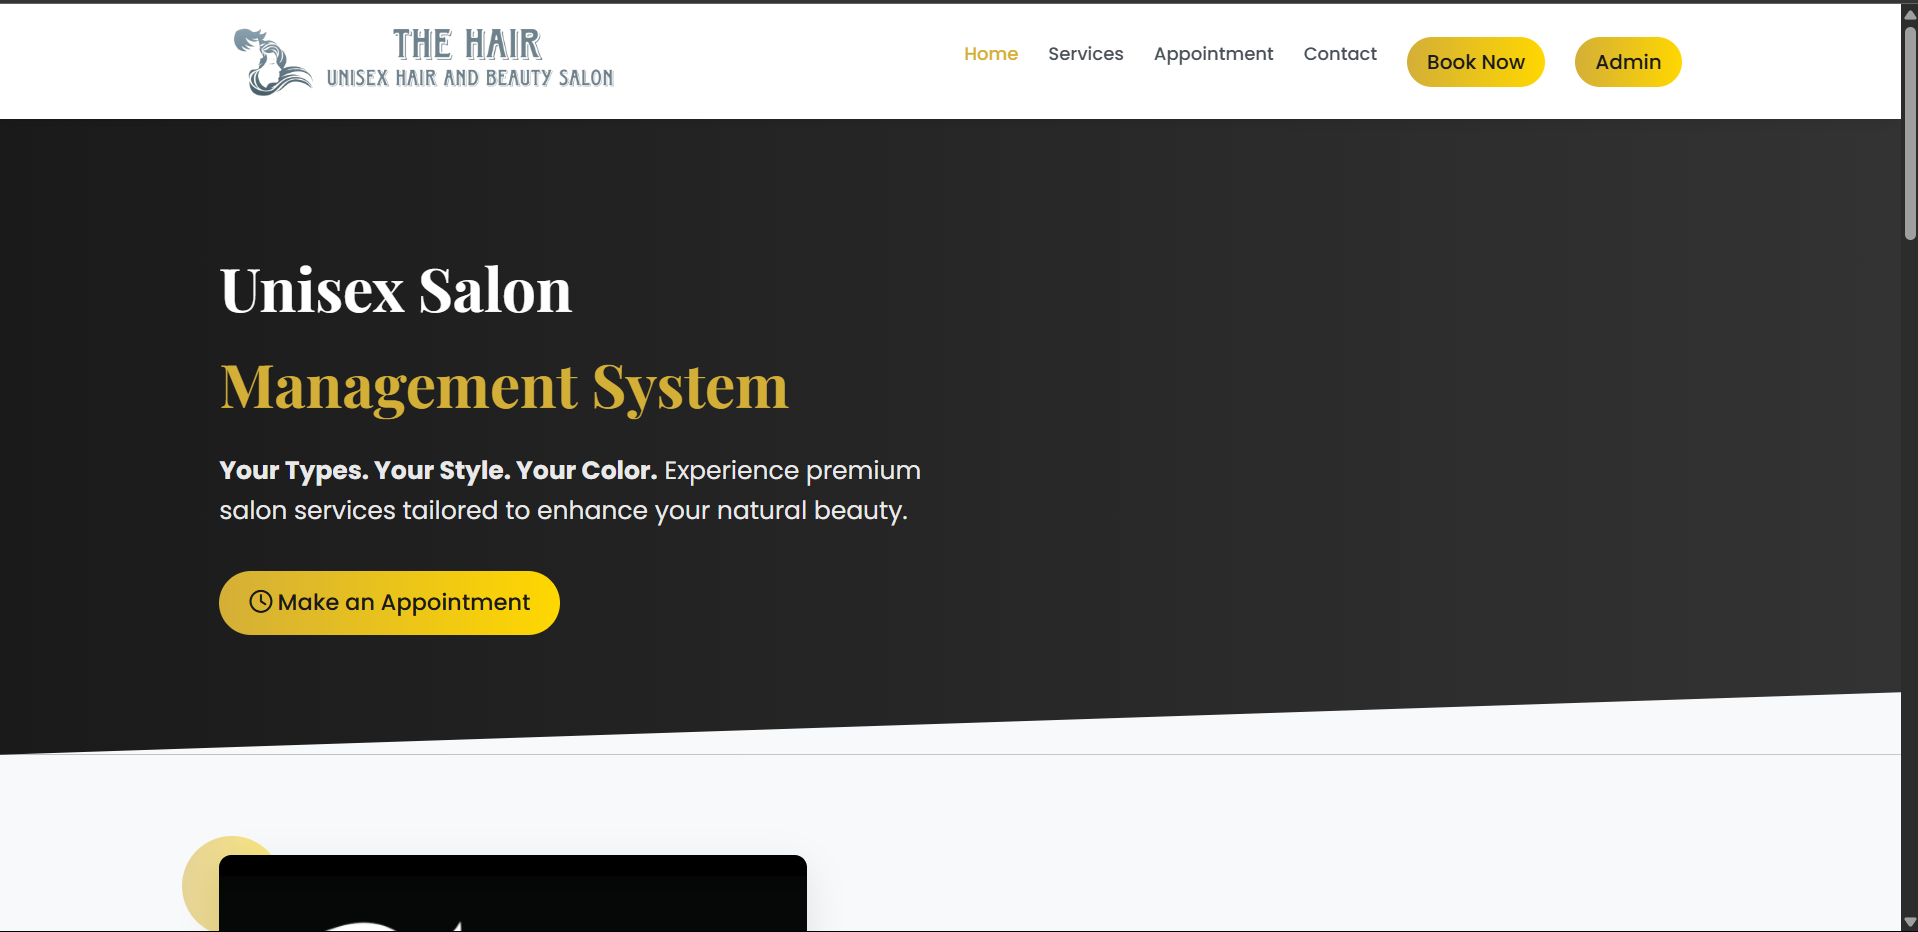 THE HAIR
UNISEX HAIR AND BEAUTY SALON
Home
Services
Appointment
Contact
Book Now
Admin
Unisex Salon
Management System
Your Types. Your Style. Your Color. Experience premium
salon services tailored to enhance your natural beauty.
Make an Appointment